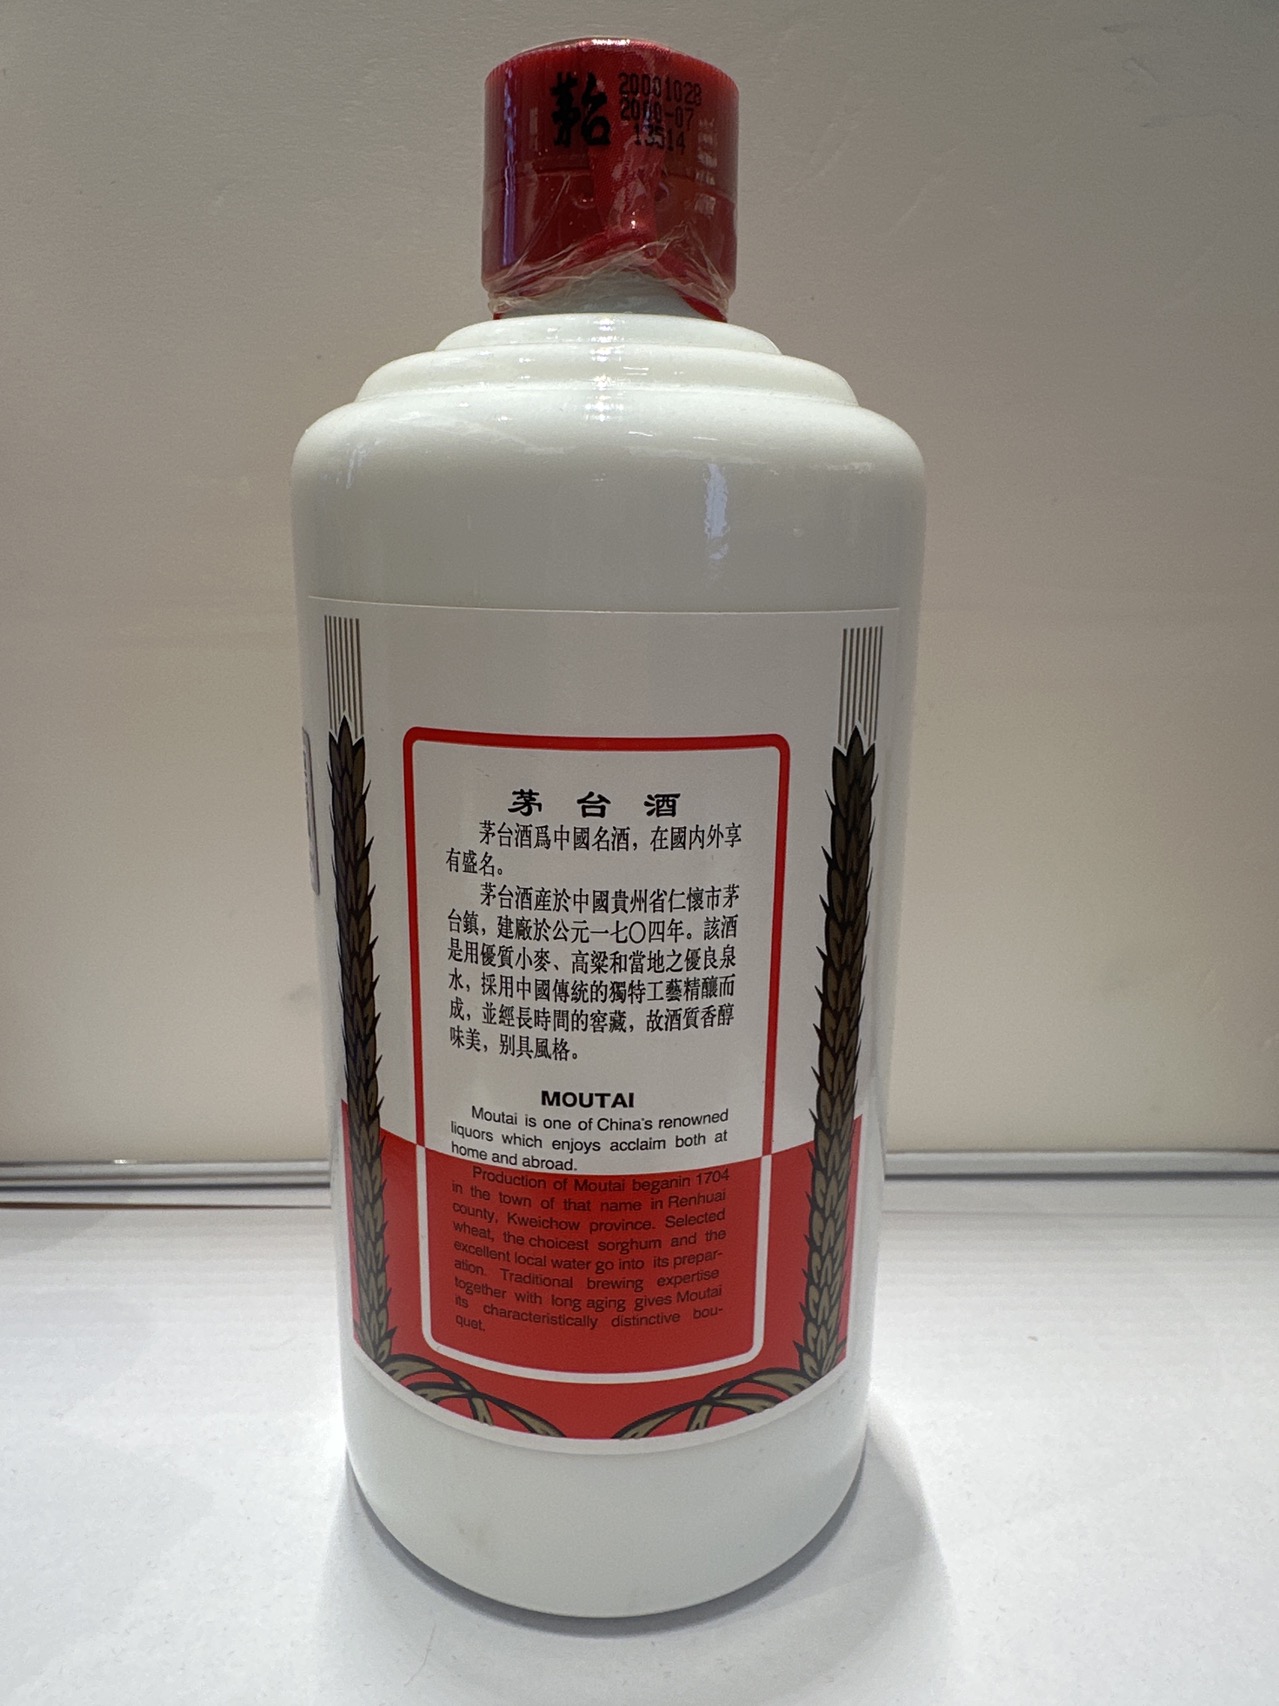 茅台
20001028
2000-07
13514
茅台酒
茅台酒爲中國名酒，在國内外享
有盛名。
茅台酒産於中國貴州省仁懷市茅
台鎮，建廠於公元一七〇四年。該酒
是用優質小麥、高粱和當地之優良泉
水，採用中國傳統的獨特工藝精釀而
成，並經長時間的窖藏，故酒質香醇
味美，别具風格。
MOUTAI
Moutai is one of China's renowned
liquors which enjoys acclaim both at
home and abroad.
Production of Moutai beganin 1704
in the town of that name in Renhuai
county, Kweichow province. Selected
wheat, the choicest sorghum and the
excellent local water go into its prepar-
ation. Traditional brewing expertise
together with long aging gives Moutai
its characteristically distinctive bou-
quet.